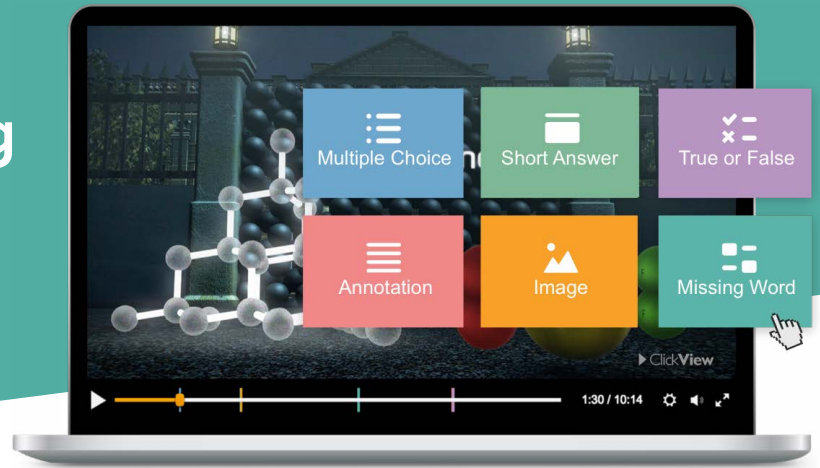 g
Multiple Choice
Short Answer
True or False
Annotation
Image
Missing Word
ClickView
1:30 / 10:14